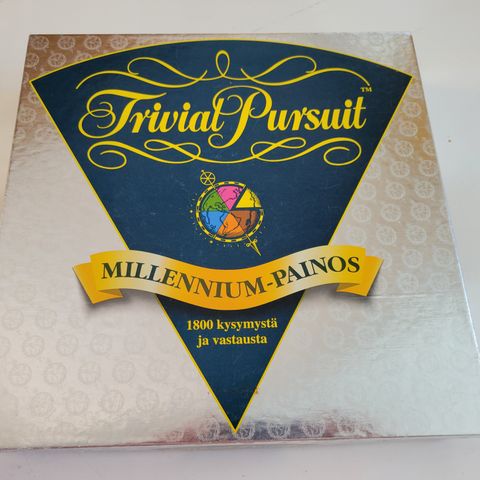 Trivial Pursuit™
MILLENNIUM-PAINOS
1800 kysymystä
ja vastausta